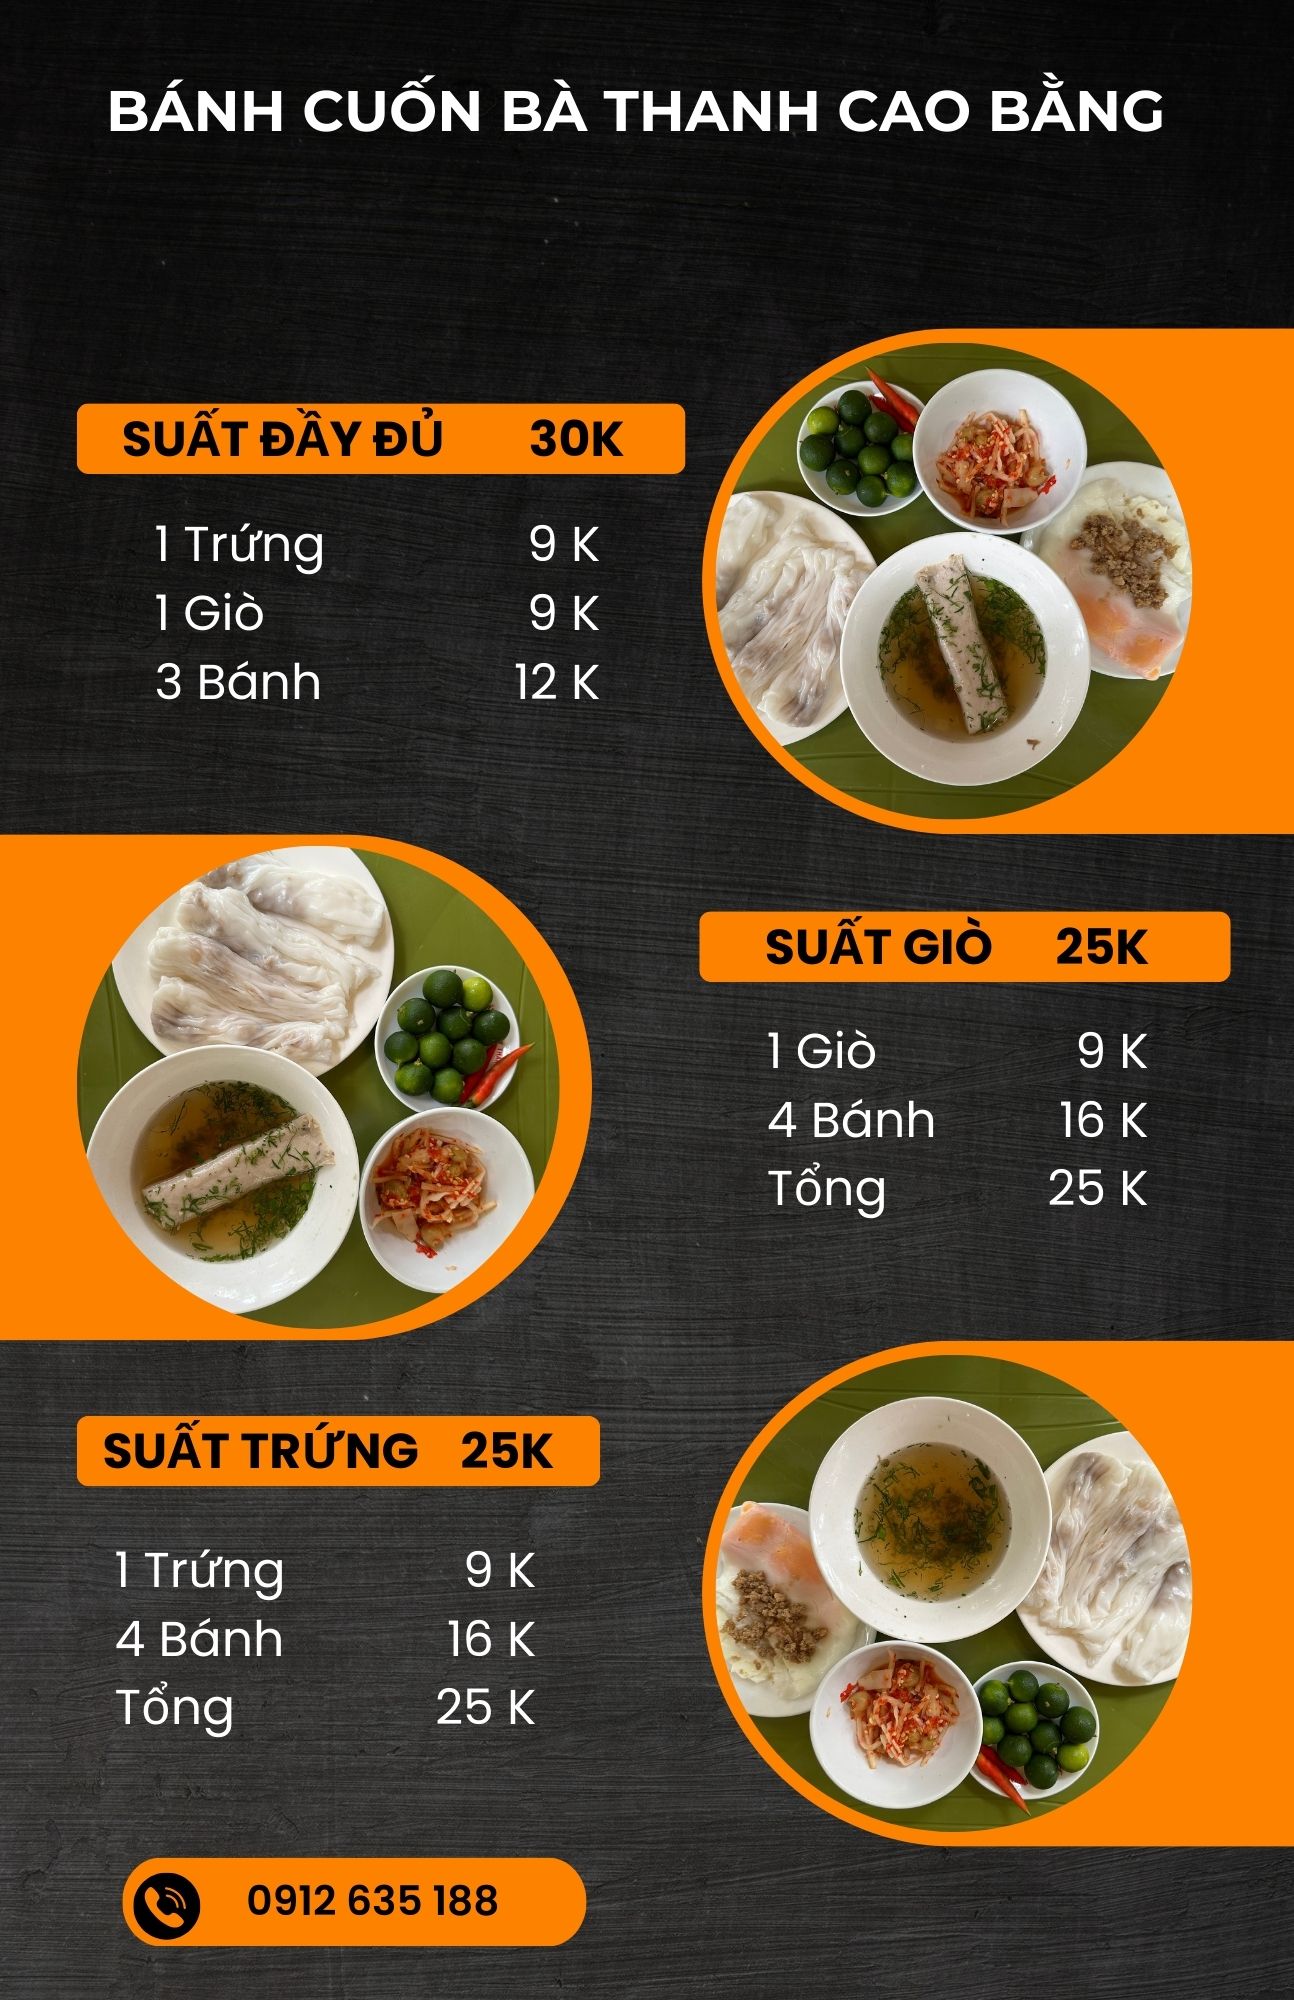 BÁNH CUỐN BÀ THANH CAO BẰNG
SUẤT ĐẦY ĐỦ 30K
1 Trứng 9 K
1 Giò 9 K
3 Bánh 12 K
SUẤT GIÒ 25K
1 Giò 9 K
4 Bánh 16 K
Tổng 25 K
SUẤT TRỨNG 25K
1 Trứng 9 K
4 Bánh 16 K
Tổng 25 K
0912 635 188